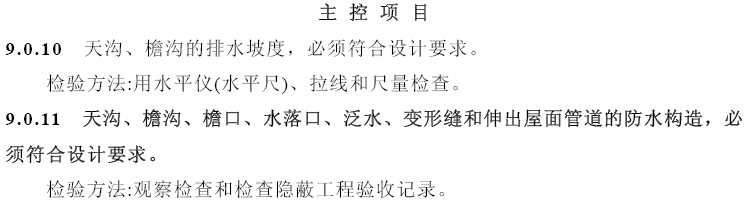 主 控 项 目
9.0.10 天沟、檐沟的排水坡度，必须符合设计要求。
检验方法:用水平仪(水平尺)、拉线和尺量检查。
9.0.11 天沟、檐沟、檐口、水落口、泛水、变形缝和伸出屋面管道的防水构造，必
须符合设计要求。
检验方法:观察检查和检查隐蔽工程验收记录。